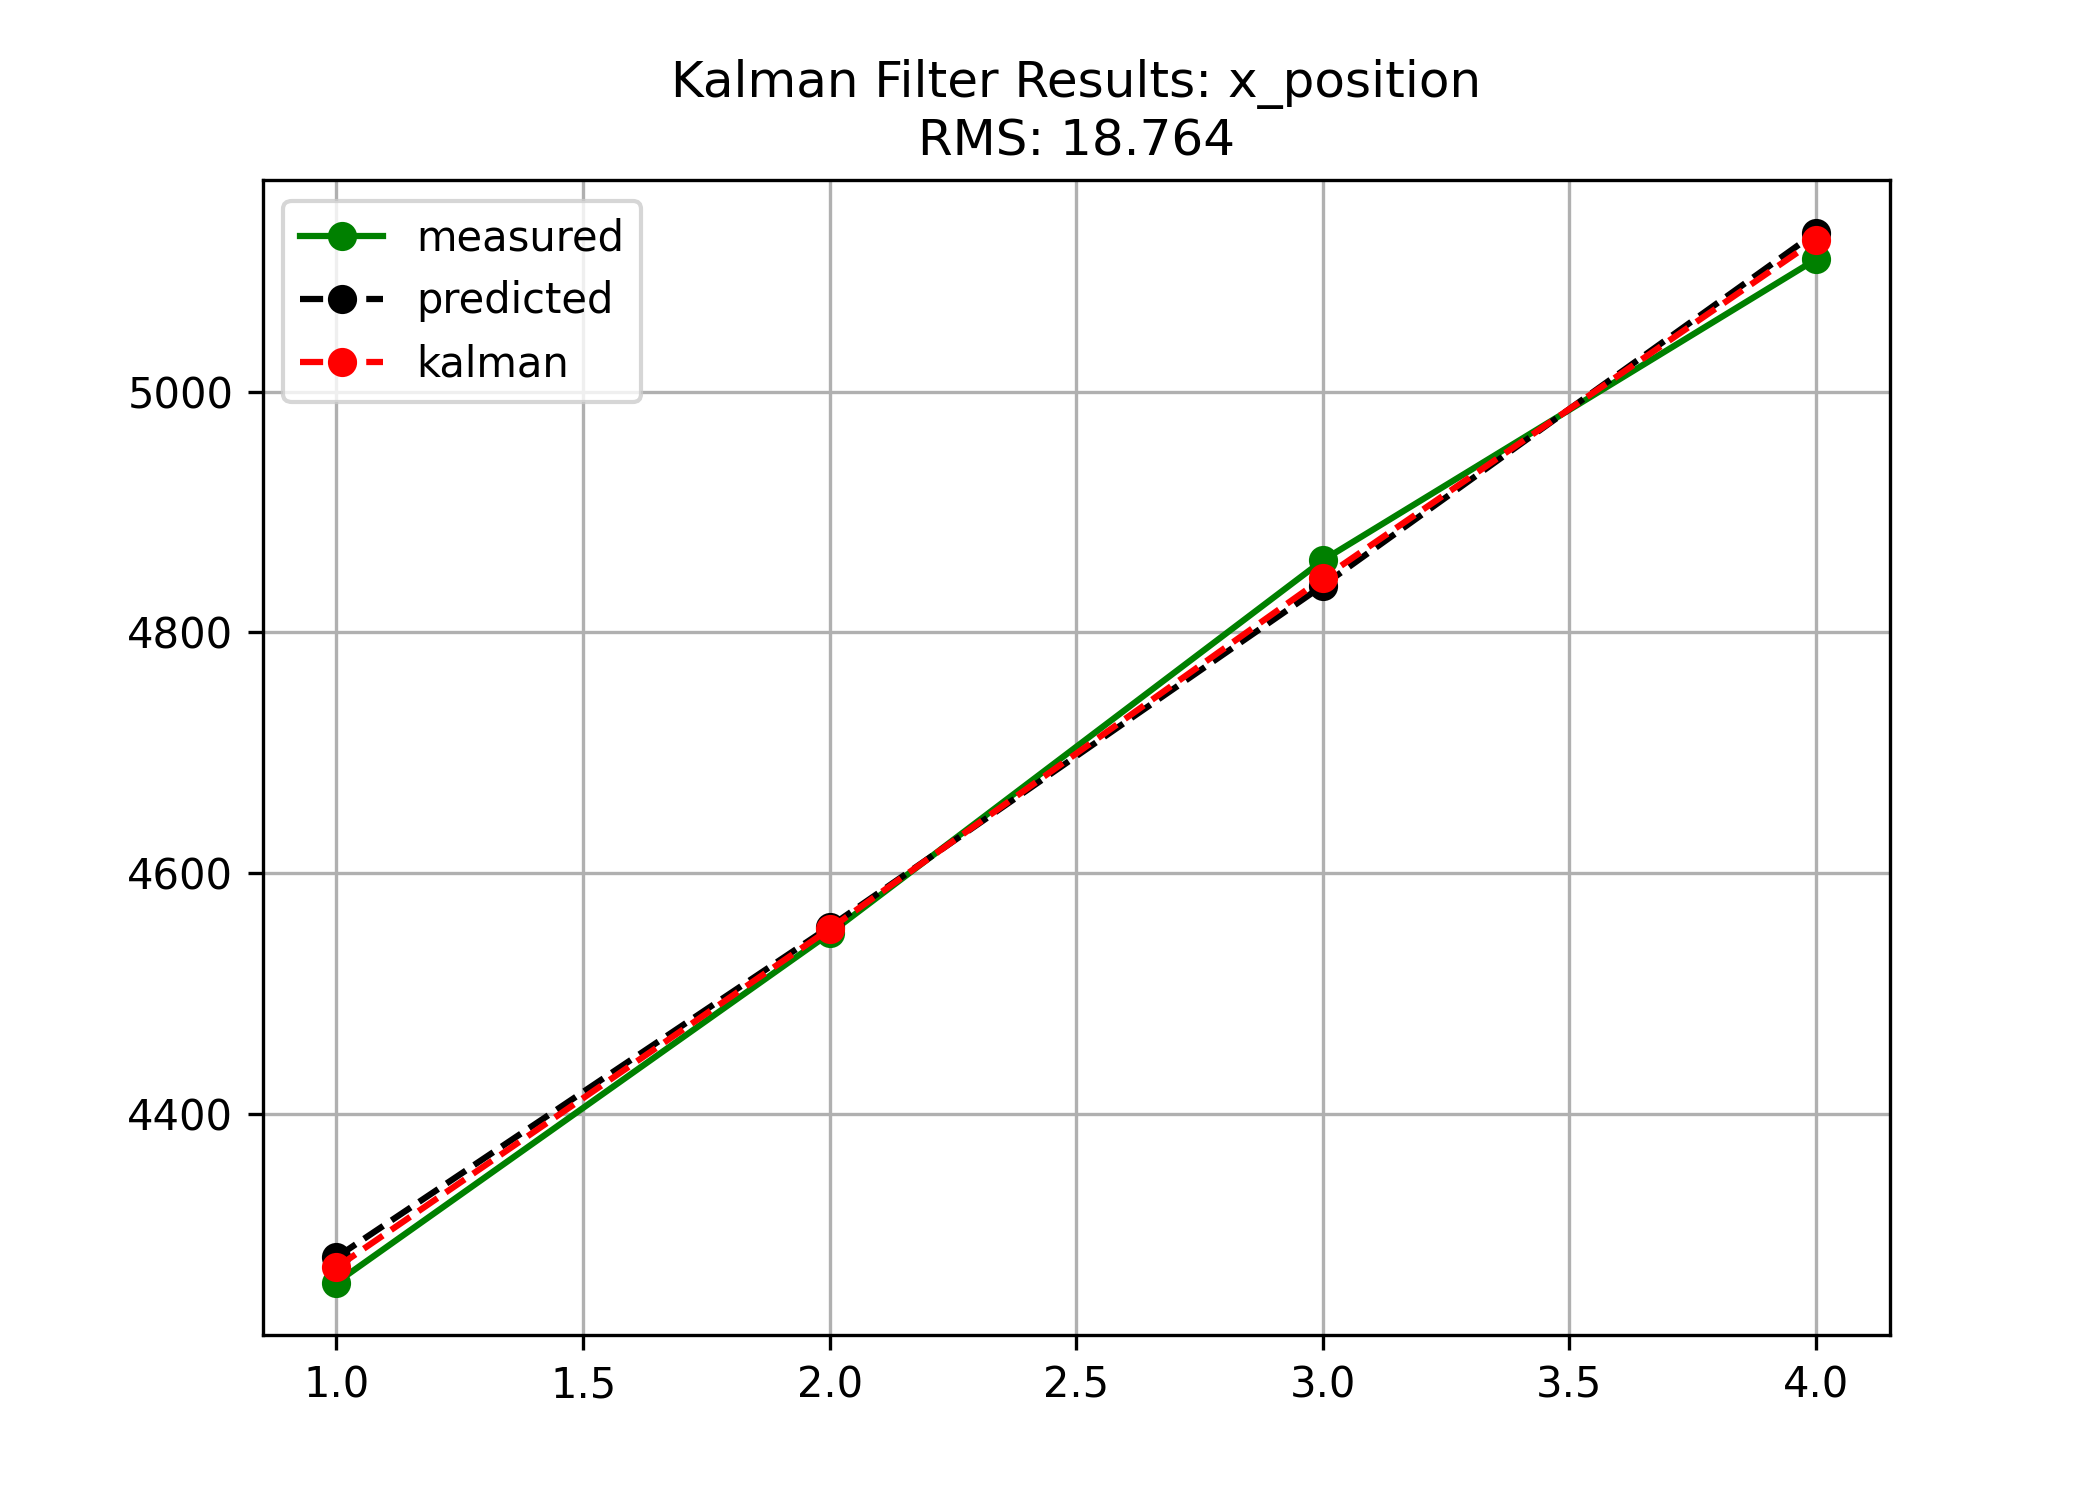 Kalman Filter Results: x_position
RMS: 18.764
measured
predicted
kalman
5000
4800
4600
4400
1.0 1.5 2.0 2.5 3.0 3.5 4.0